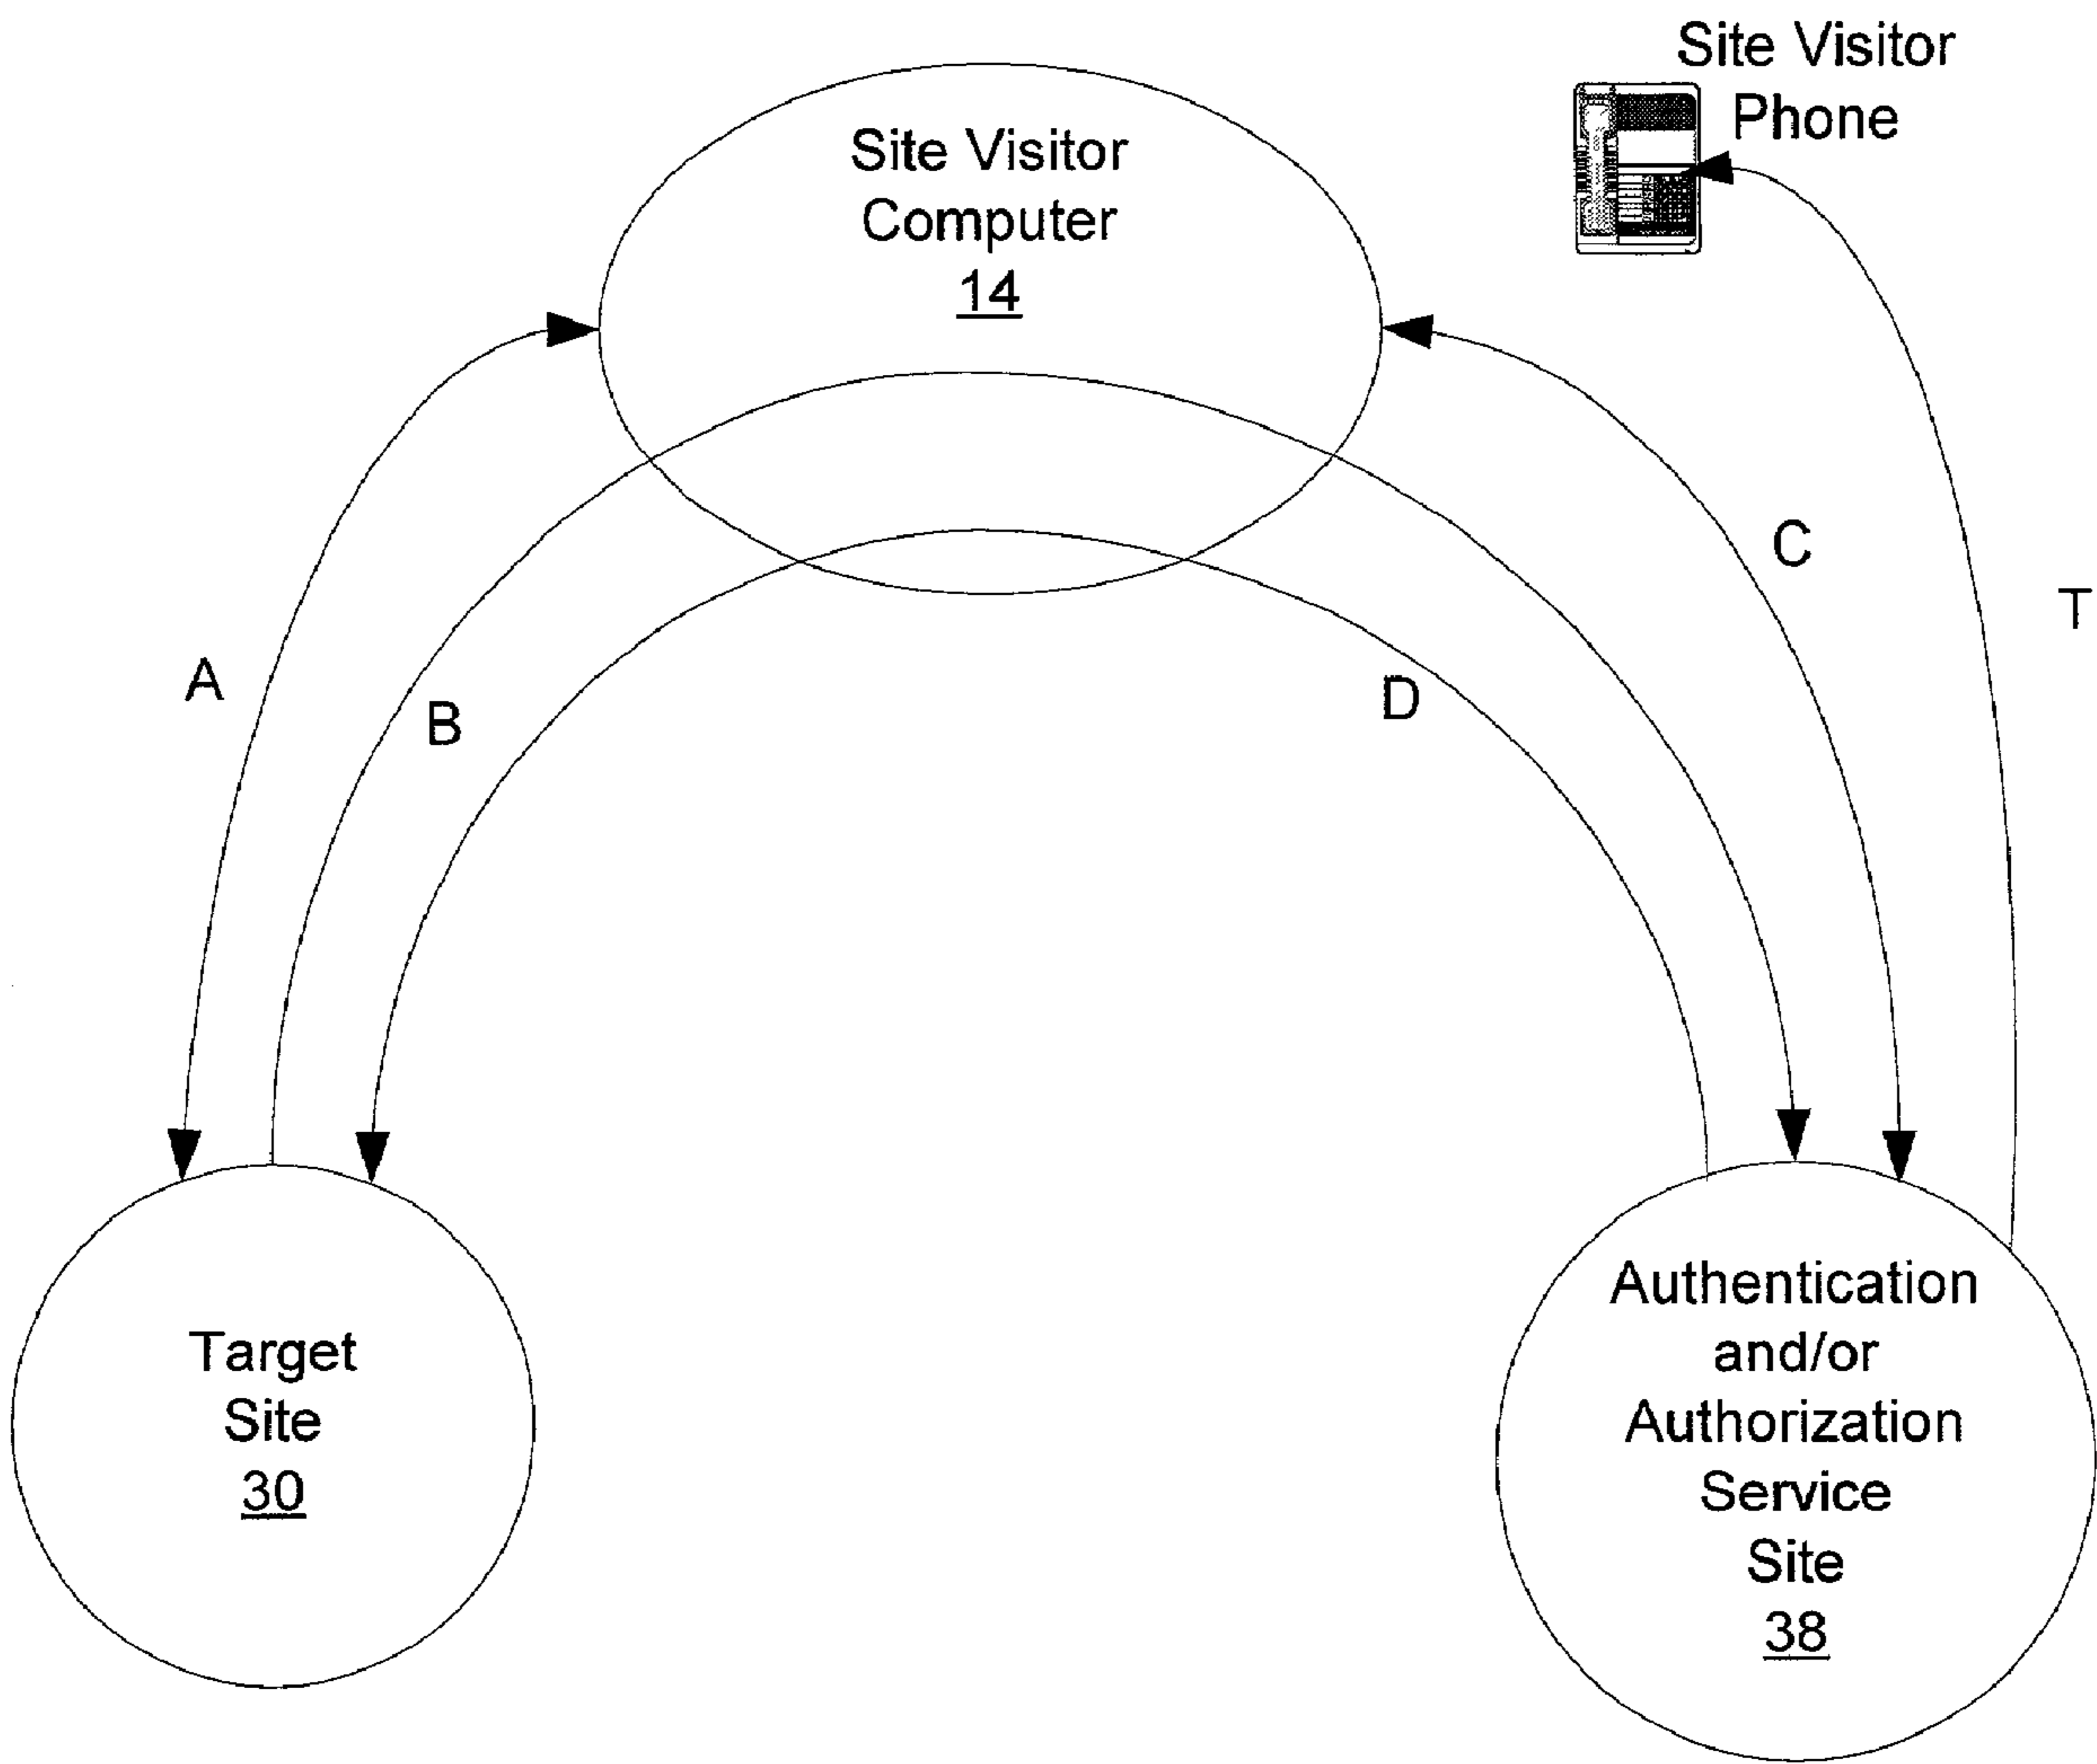 Site Visitor
Phone
Site Visitor
Computer
14
C
T
A
B
D
Target
Site
30
Authentication
and/or
Authorization
Service
Site
38